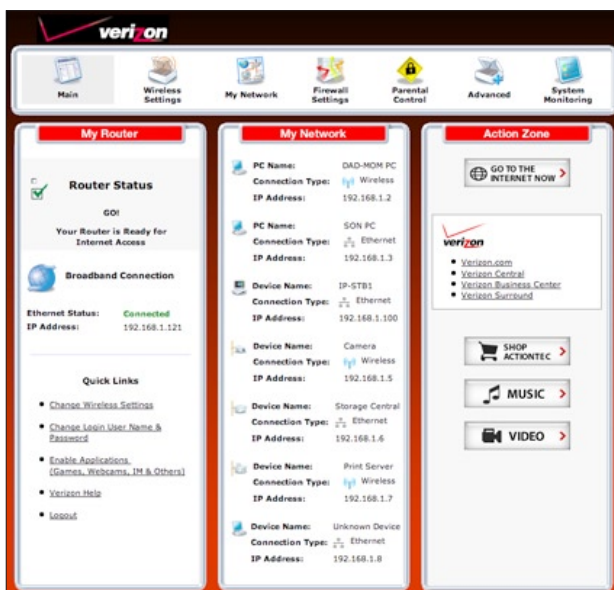 verizon
Main
Wireless
Settings
My Network
Firewall
Settings
Parental
Control
Advanced
System
Monitoring
My Router
Router Status
GO!
Your Router is Ready for
Internet Access
Broadband Connection
Ethernet Status: Connected
IP Address: 192.168.1.121
Quick Links
Change Wireless Settings
Change Login User Name &
Password
Enable Applications
(Games, Webcams, IM & Others)
Verizon Help
Logout
My Network
PC Name: DAD-MOM PC
Connection Type: Wireless
IP Address: 192.168.1.2
PC Name: SON PC
Connection Type: Ethernet
IP Address: 192.168.1.3
Device Name: IP-STB1
Connection Type: Ethernet
IP Address: 192.168.1.100
Device Name: Camera
Connection Type: Wireless
IP Address: 192.168.1.5
Device Name: Storage Central
Connection Type: Ethernet
IP Address: 192.168.1.6
Device Name: Print Server
Connection Type: Wireless
IP Address: 192.168.1.7
Device Name: Unknown Device
Connection Type: Ethernet
IP Address: 192.168.1.8
Action Zone
GO TO THE
INTERNET NOW
verizon
Verizon.com
Verizon Central
Verizon Business Center
Verizon Surround
SHOP
ACTIONTEC
MUSIC
VIDEO